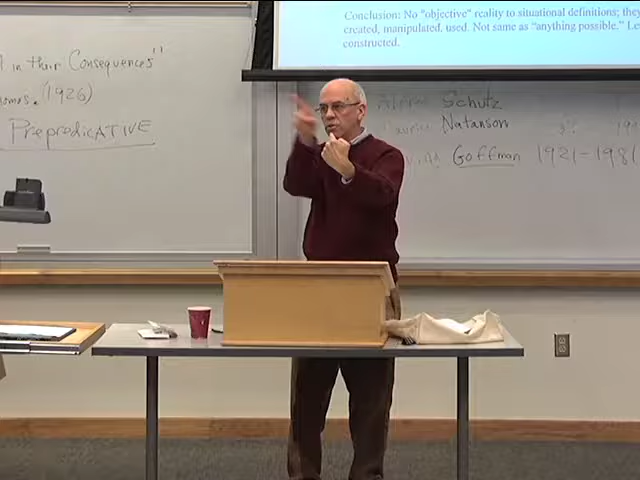 in their Consequences"
(1926)
PREPREDICATIVE
Conclusion: No "objective" reality to situational definitions; they
created, manipulated, used. Not same as “anything possible.”
constructed.
Schutz
Natanson
Goffman 1921-1981